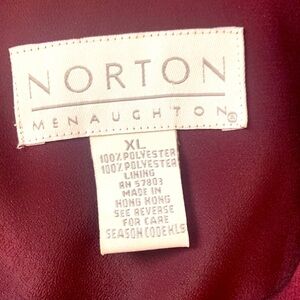 NORTON
MCNAUGHTON®
XL
100% POLYESTER
100% POLYESTER
LINING
RN 57803
MADE IN
HONG KONG
SEE REVERSE
FOR CARE
SEASON CODE HLS